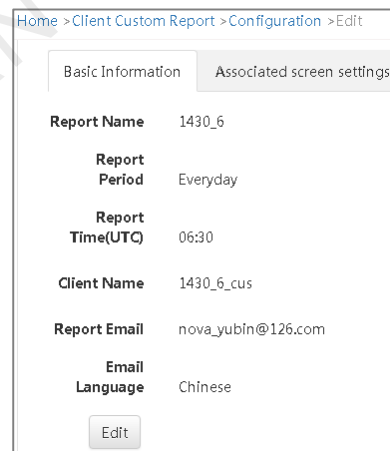 Home >Client Custom Report >Configuration >Edit
Basic Information Associated screen settings
Report Name 1430_6
Report
Period Everyday
Report
Time(UTC) 06:30
Client Name 1430_6_cus
Report Email nova_yubin@126.com
Email
Language Chinese
Edit